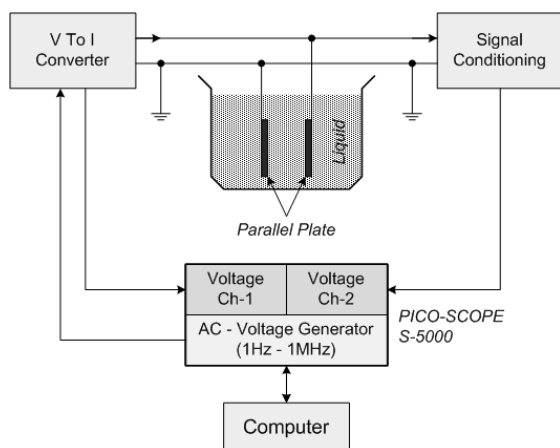 V To I
Converter
Signal
Conditioning
Liquid
Parallel Plate
Voltage
Ch-1
Voltage
Ch-2
PICO-SCOPE
S-5000
AC - Voltage Generator
(1Hz - 1MHz)
Computer